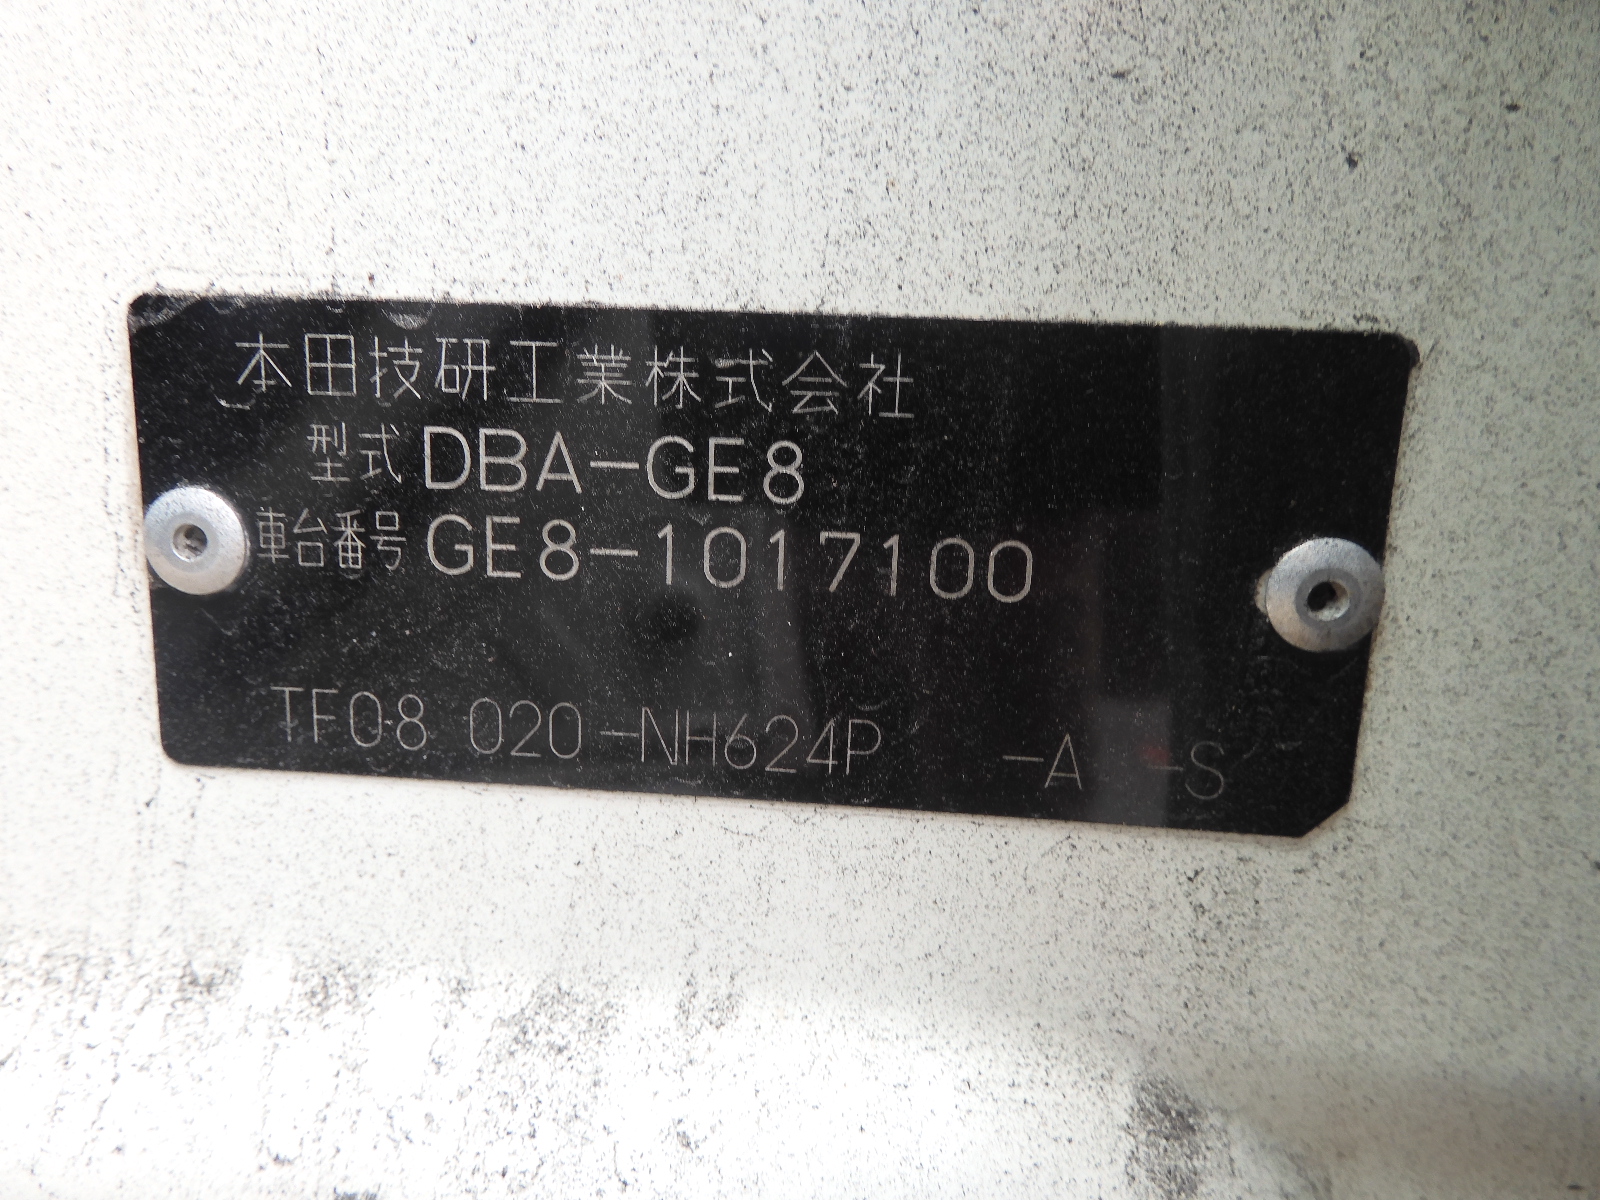 本田技研工業株式会社
型式 DBA-GE8
車台番号 GE8-1017100
TF08 020-NH624P -A -S